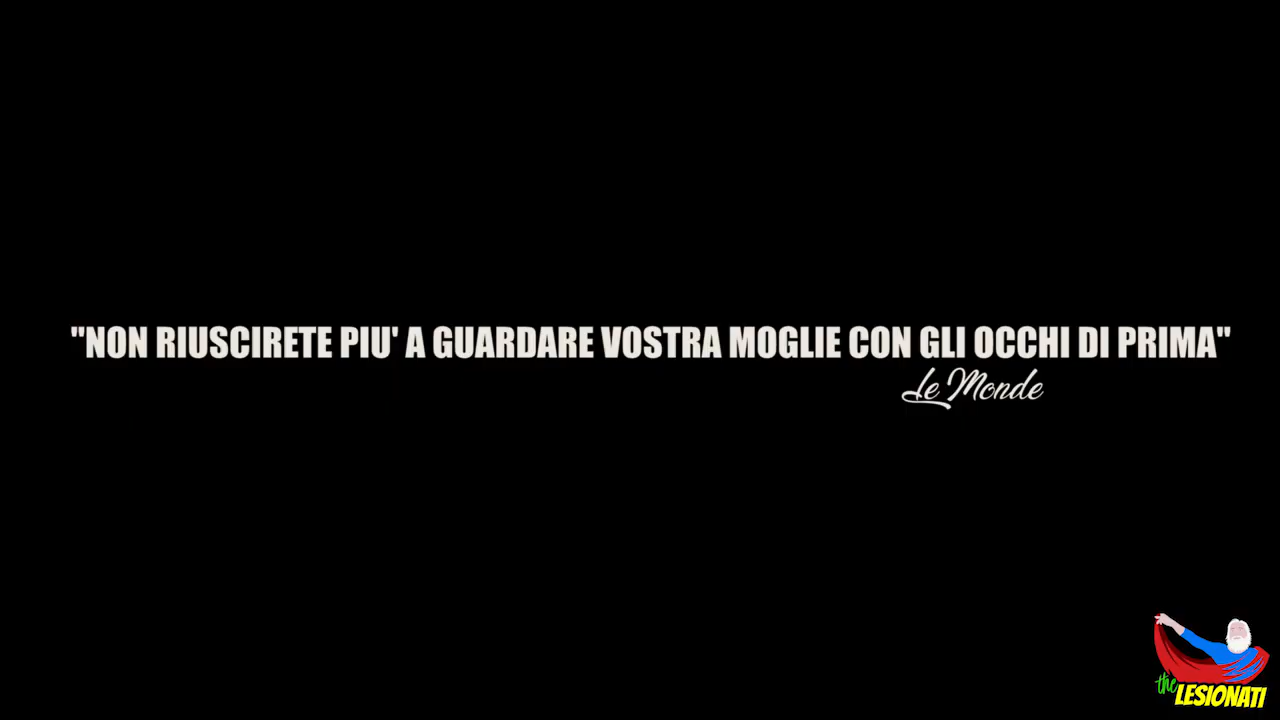 "NON RIUSCIRETE PIU' A GUARDARE VOSTRA MOGLIE CON GLI OCCHI DI PRIMA"
Le Monde
the
LESIONATI